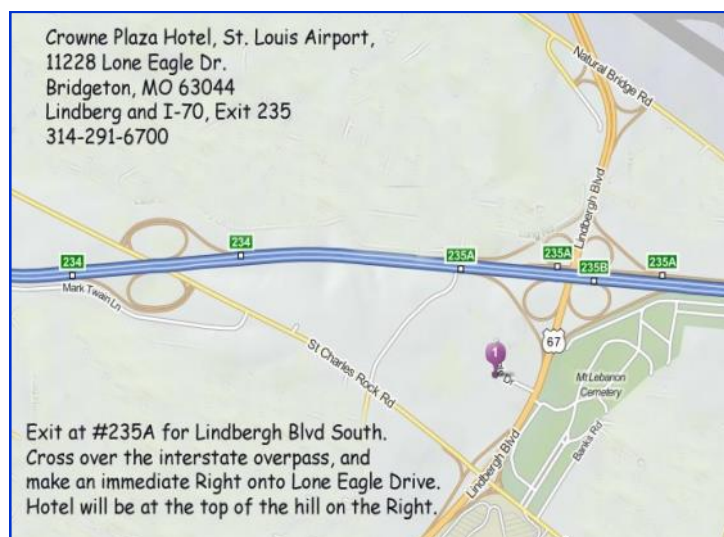 Crowne Plaza Hotel, St. Louis Airport,
11228 Lone Eagle Dr.
Bridgeton, MO 63044
Lindberg and I-70, Exit 235
314-291-6700
Natural Bridge Rd
Lindbergh Blvd
234
234
235A
235A
235B
235A
Mark Twain Ln
St Charles Rock Rd
67
1
Dr
Mt Lebanon
Cemetery
Banka Rd
Lindbergh Blvd
Exit at #235A for Lindbergh Blvd South.
Cross over the interstate overpass, and
make an immediate Right onto Lone Eagle Drive.
Hotel will be at the top of the hill on the Right.